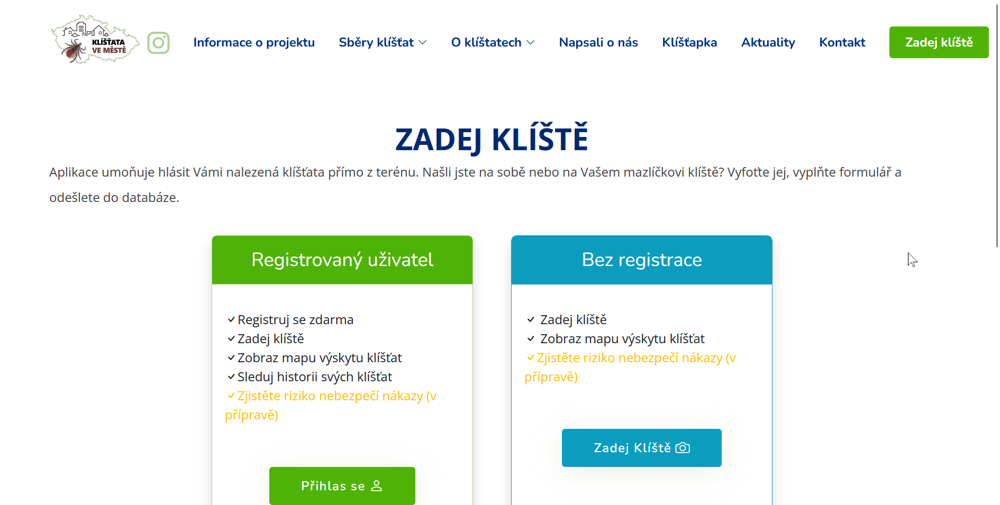 KLÍŠŤATA
VE MĚSTĚ
Informace o projektu
Sběry klíšťat
O klíštatech
Napsali o nás
Klíšťapka
Aktuality
Kontakt
Zadej klíště
ZADEJ KLÍŠTĚ
Aplikace umoňuje hlásit Vámi nalezená klíšťata přímo z terénu. Našli jste na sobě nebo na Vašem mazlíčkovi klíště? Vyfoťte jej, vyplňte formulář a
odešlete do databáze.
Registrovaný uživatel
Registruj se zdarma
Zadej klíště
Zobraz mapu výskytu klíšťat
Sleduj historii svých klíšťat
Zjistěte riziko nebezpečí nákazy (v
přípravě)
Přihlas se
Bez registrace
Zadej klíště
Zobraz mapu výskytu klíšťat
Zjistěte riziko nebezpečí nákazy (v
přípravě)
Zadej Klíště